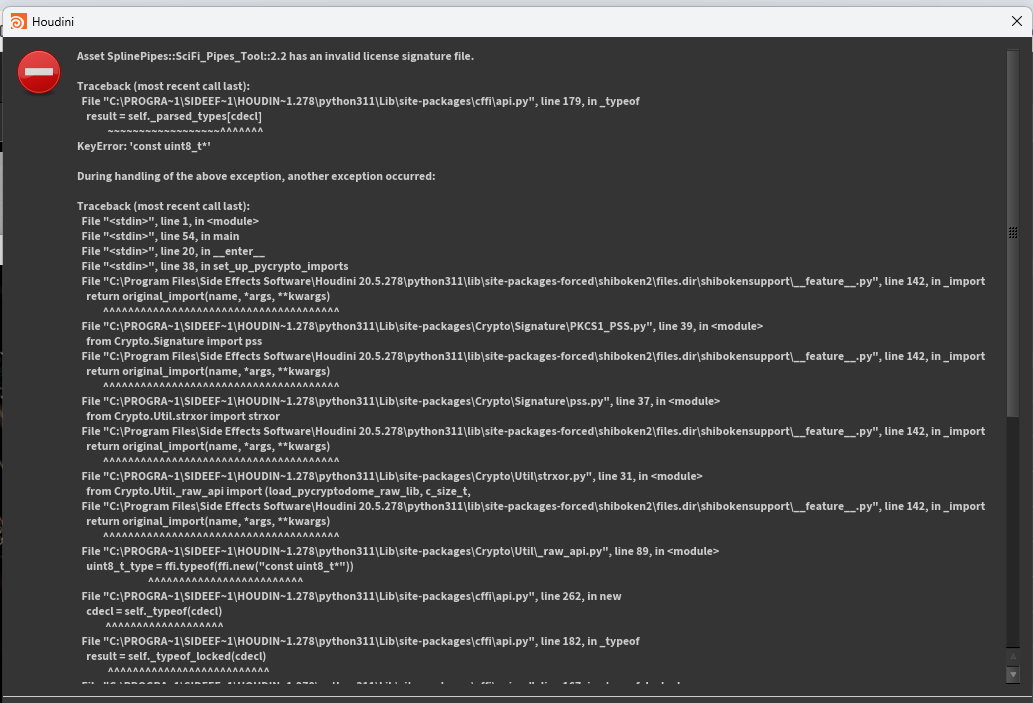 Houdini
Asset SplinePipes::SciFi_Pipes_Tool::2.2 has an invalid license signature file.
Traceback (most recent call last):
File "C:\PROGRA~1\SIDEEF~1\HOUDIN~1.278\python311\Lib\site-packages\cffi\api.py", line 179, in _typeof
result = self._parsed_types[cdecl]
~~~~~~~~~~~~~~~~~~^^^^^^^
KeyError: 'const uint8_t*'
During handling of the above exception, another exception occurred:
Traceback (most recent call last):
File "<stdin>", line 1, in <module>
File "<stdin>", line 54, in main
File "<stdin>", line 20, in __enter__
File "<stdin>", line 38, in set_up_pycrypto_imports
File "C:\Program Files\Side Effects Software\Houdini 20.5.278\python311\lib\site-packages-forced\shiboken2\files.dir\shibokensupport\__feature__.py", line 142, in _import
return original_import(name, *args, **kwargs)
^^^^^^^^^^^^^^^^^^^^^^^^^^^^^^^^^^^^^
File "C:\PROGRA~1\SIDEEF~1\HOUDIN~1.278\python311\Lib\site-packages\Crypto\Signature\PKCS1_PSS.py", line 39, in <module>
from Crypto.Signature import pss
File "C:\Program Files\Side Effects Software\Houdini 20.5.278\python311\lib\site-packages-forced\shiboken2\files.dir\shibokensupport\__feature__.py", line 142, in _import
return original_import(name, *args, **kwargs)
^^^^^^^^^^^^^^^^^^^^^^^^^^^^^^^^^^^^^
File "C:\PROGRA~1\SIDEEF~1\HOUDIN~1.278\python311\Lib\site-packages\Crypto\Signature\pss.py", line 37, in <module>
from Crypto.Util.strxor import strxor
File "C:\Program Files\Side Effects Software\Houdini 20.5.278\python311\lib\site-packages-forced\shiboken2\files.dir\shibokensupport\__feature__.py", line 142, in _import
return original_import(name, *args, **kwargs)
^^^^^^^^^^^^^^^^^^^^^^^^^^^^^^^^^^^^^
File "C:\PROGRA~1\SIDEEF~1\HOUDIN~1.278\python311\Lib\site-packages\Crypto\Util\strxor.py", line 31, in <module>
from Crypto.Util._raw_api import (load_pycryptodome_raw_lib, c_size_t,
File "C:\Program Files\Side Effects Software\Houdini 20.5.278\python311\lib\site-packages-forced\shiboken2\files.dir\shibokensupport\__feature__.py", line 142, in _import
return original_import(name, *args, **kwargs)
^^^^^^^^^^^^^^^^^^^^^^^^^^^^^^^^^^^^^
File "C:\PROGRA~1\SIDEEF~1\HOUDIN~1.278\python311\Lib\site-packages\Crypto\Util\_raw_api.py", line 89, in <module>
uint8_t_type = ffi.typeof(ffi.new("const uint8_t*"))
^^^^^^^^^^^^^^^^^^^^^^^^^
File "C:\PROGRA~1\SIDEEF~1\HOUDIN~1.278\python311\Lib\site-packages\cffi\api.py", line 262, in new
cdecl = self._typeof(cdecl)
^^^^^^^^^^^^^^^^^^^
File "C:\PROGRA~1\SIDEEF~1\HOUDIN~1.278\python311\Lib\site-packages\cffi\api.py", line 182, in _typeof
result = self._typeof_locked(cdecl)
^^^^^^^^^^^^^^^^^^^^^^^^^^